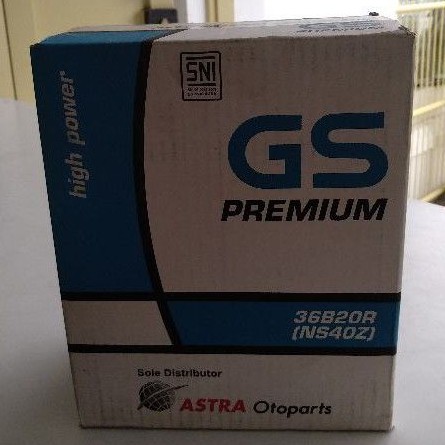 SNI
high power
GS
PREMIUM
36B20R
(NS40Z)
Sole Distributor
ASTRA Otoparts